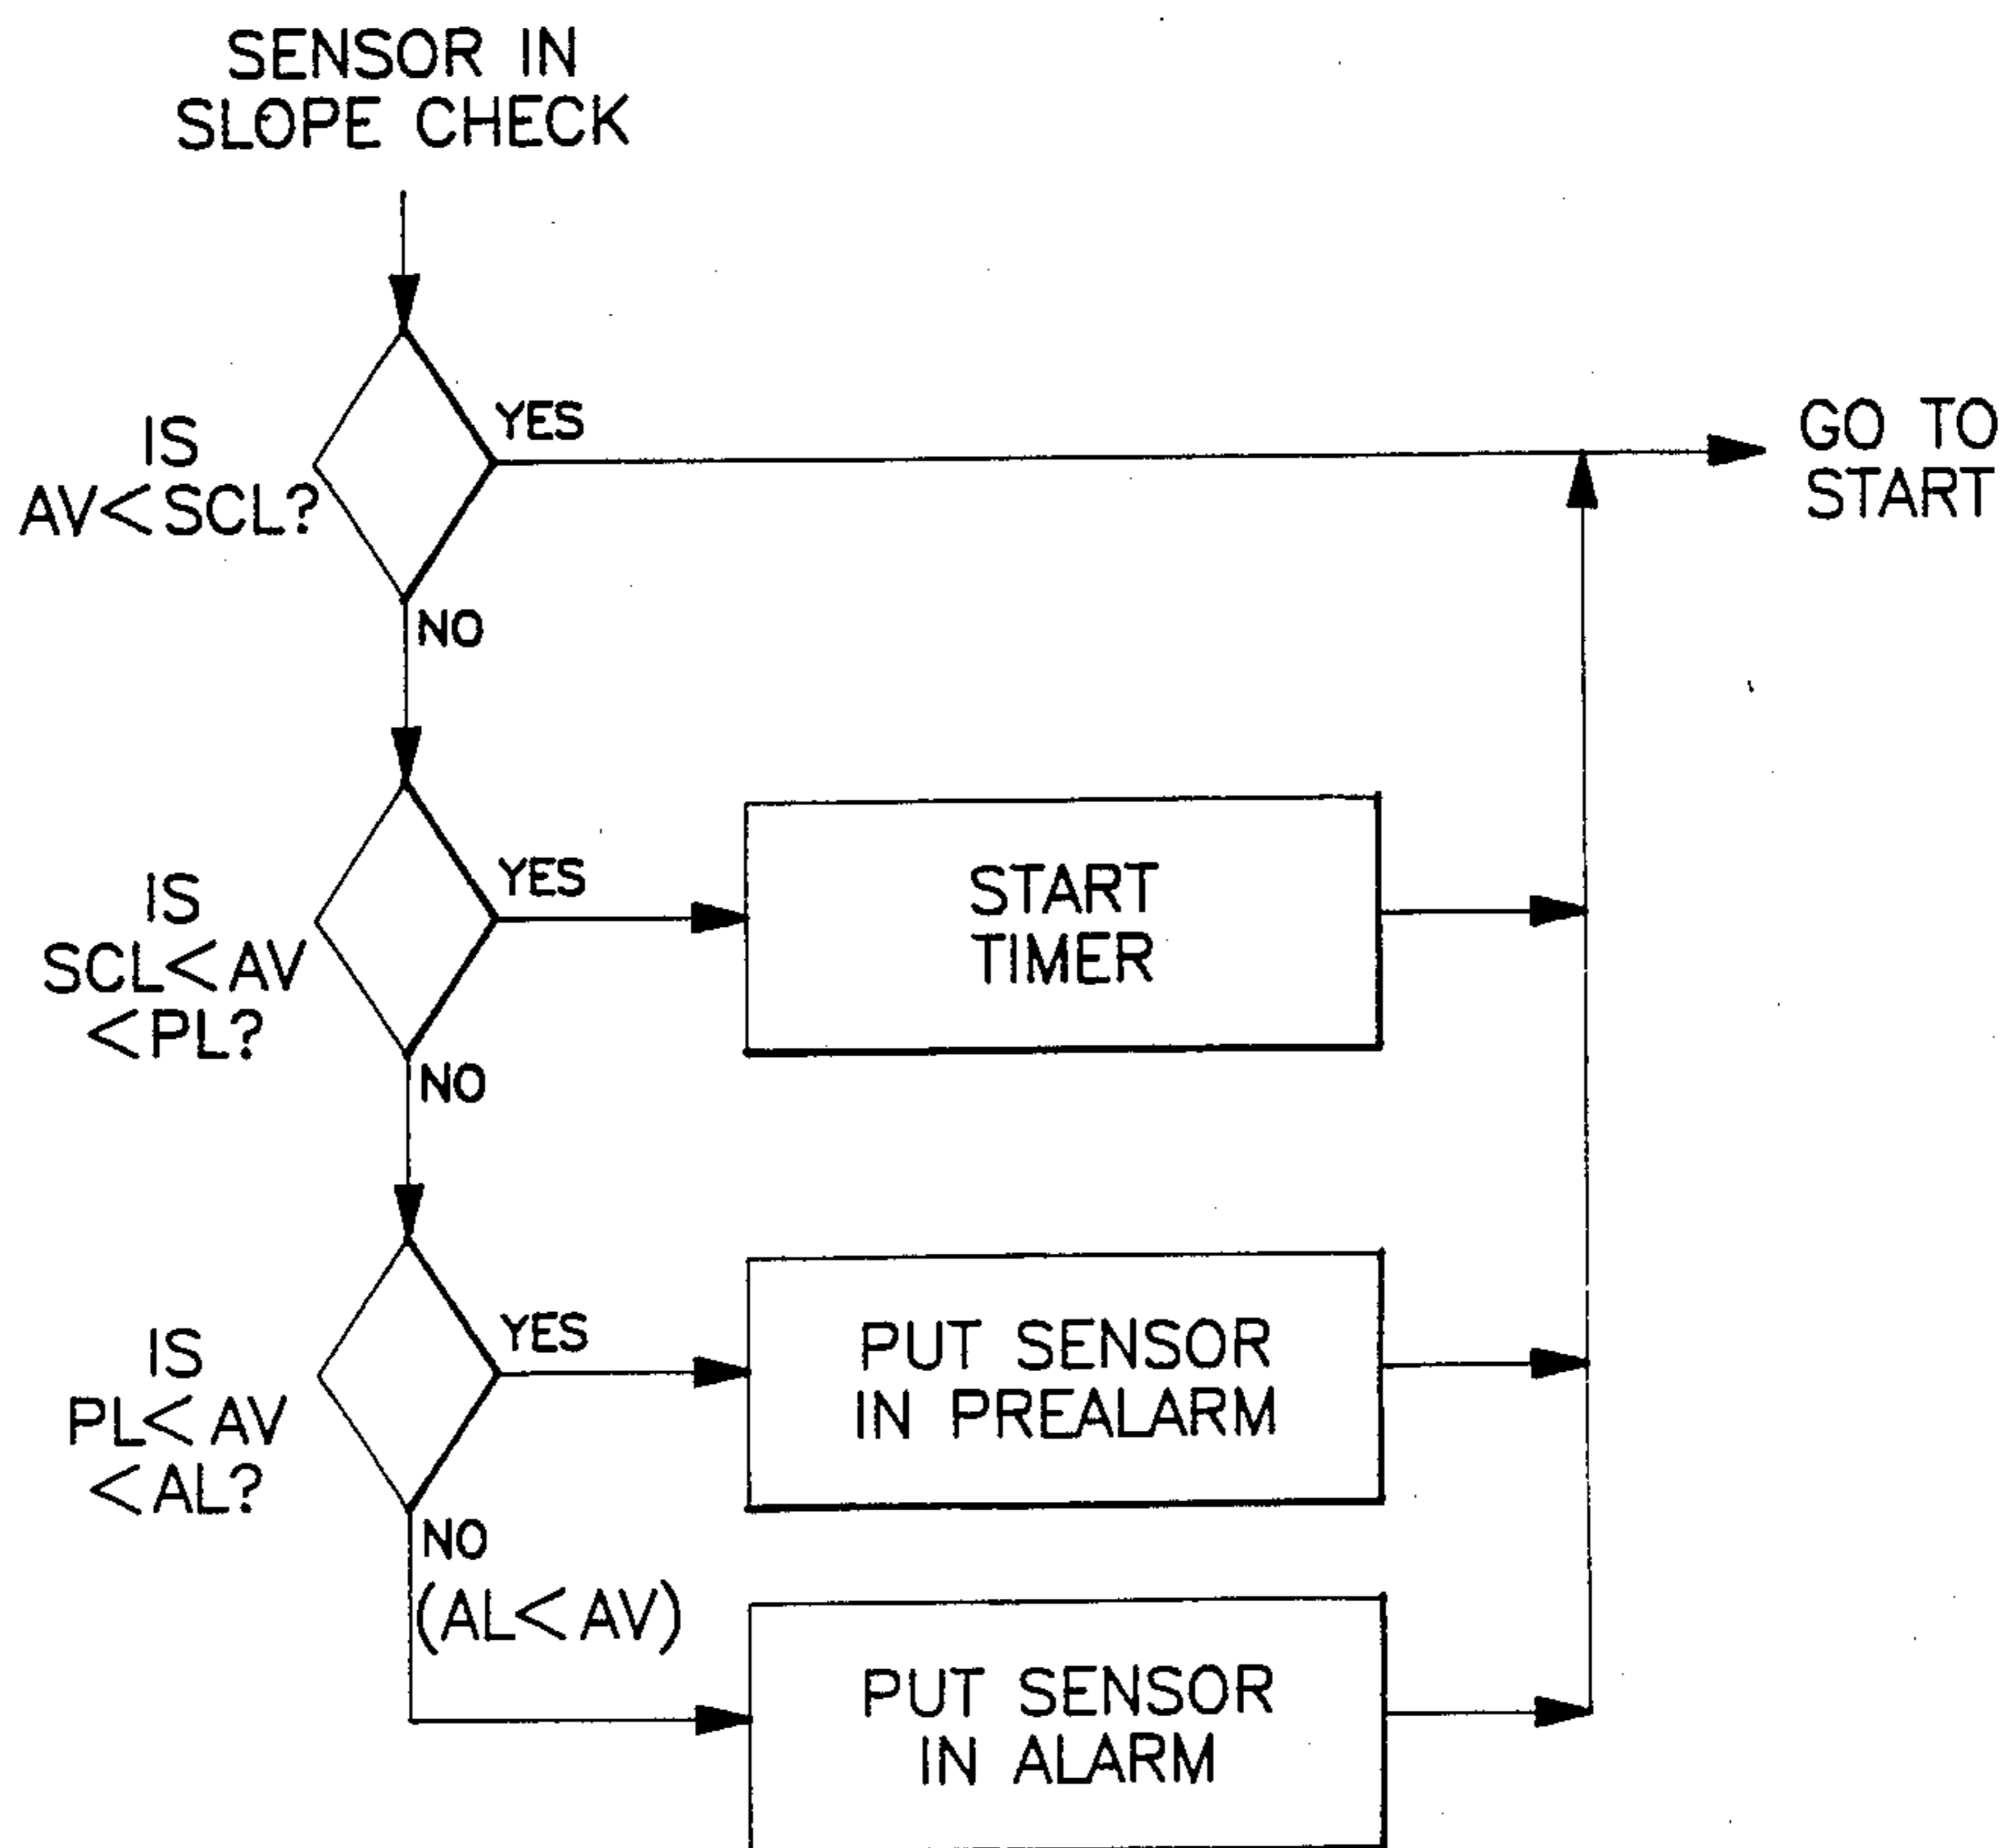 SENSOR IN
SLOPE CHECK
IS
AV<SCL?
YES
GO TO
START
NO
IS
SCL<AV
<PL?
YES
START
TIMER
NO
IS
PL<AV
<AL?
YES
PUT SENSOR
IN PREALARM
NO
(AL<AV)
PUT SENSOR
IN ALARM